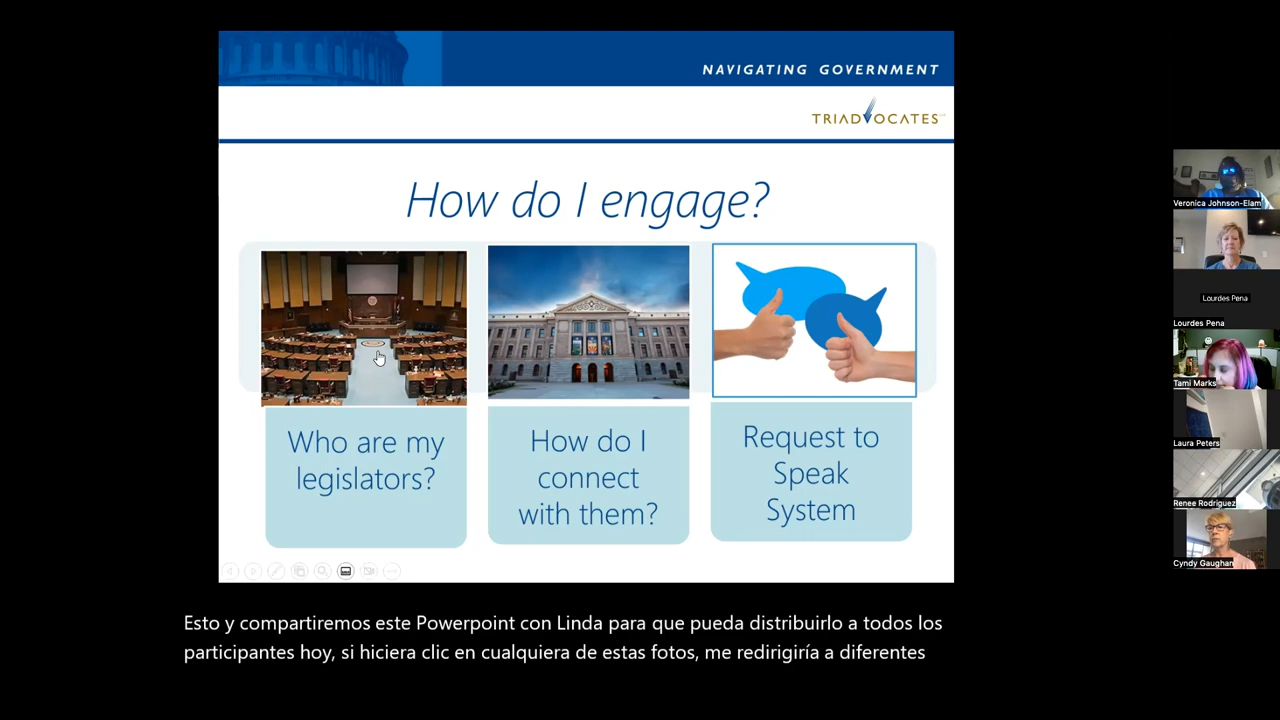 NAVIGATING GOVERNMENT
TRIADVOCATES
How do I engage?
Who are my
legislators?
How do I
connect
with them?
Request to
Speak
System
Veronica Johnson-Elam
Lourdes Pena
Lourdes Pena
Tami Marks
Laura Peters
Renee Rodriguez
Cyndy Gaughan
Esto y compartiremos este Powerpoint con Linda para que pueda distribuirlo a todos los
participantes hoy, si hiciera clic en cualquiera de estas fotos, me redirigiría a diferentes